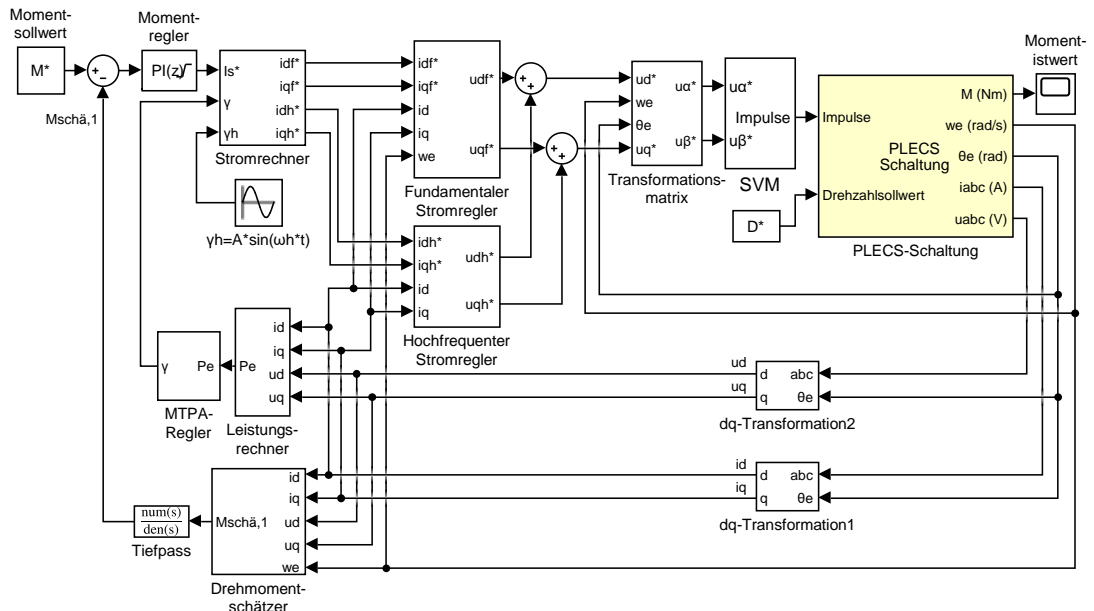 Moment-
sollwert
M*
Mschä,1
Moment-
regler
PI(z)
Is*
γ
γh
idf*
iqf*
idh*
iqh*
Stromrechner
γh=A*sin(ωh*t)
idf*
iqf*
id
iq
we
udf*
uqf*
Fundamentaler
Stromregler
idh*
iqh*
id
iq
udh*
uqh*
Hochfrequenter
Stromregler
ud*
we
θe
uq*
uα*
uβ*
Transformations-
matrix
uα*
uβ*
Impulse
SVM
D*
Impulse
Drehzahlsollwert
PLECS
Schaltung
M (Nm)
we (rad/s)
θe (rad)
iabc (A)
uabc (V)
PLECS-Schaltung
Moment-
istwert
γ
Pe
MTPA-
Regler
Pe
id
iq
ud
uq
Leistungs-
rechner
ud
uq
d
q
abc
θe
dq-Transformation2
id
iq
d
q
abc
θe
dq-Transformation1
num(s)
den(s)
Tiefpass
Mschä,1
id
iq
ud
uq
we
Drehmoment-
schätzer